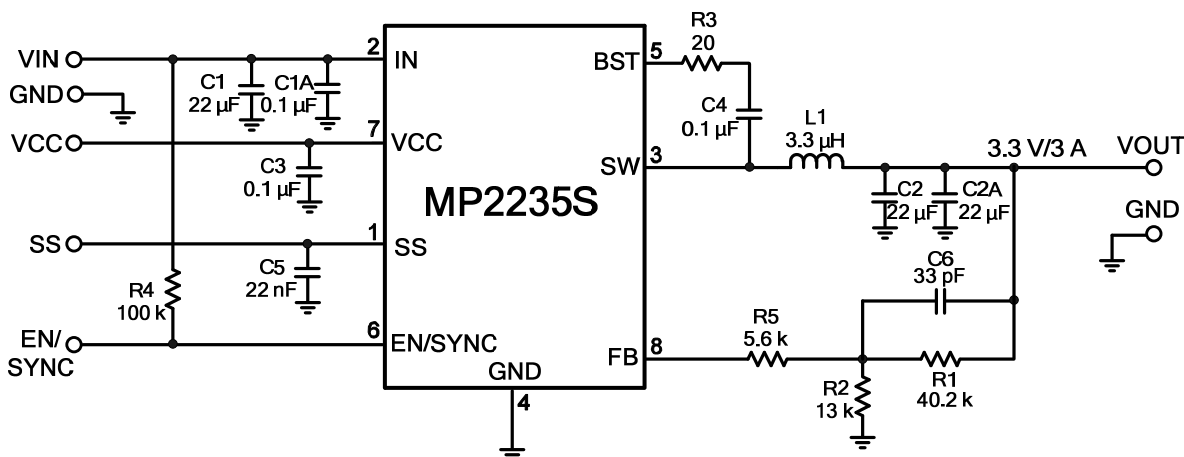 VIN
GND
VCC
SS
EN/
SYNC
R4
100 k
C1
22 µF
C1A
0.1 µF
C3
0.1 µF
C5
22 nF
2
IN
7
VCC
1
SS
6
EN/SYNC
MP2235S
GND
4
BST
5
SW
3
FB
8
R3
20
C4
0.1 µF
L1
3.3 µH
C2
22 µF
C2A
22 µF
3.3 V/3 A
VOUT
GND
C6
33 pF
R5
5.6 k
R2
13 k
R1
40.2 k